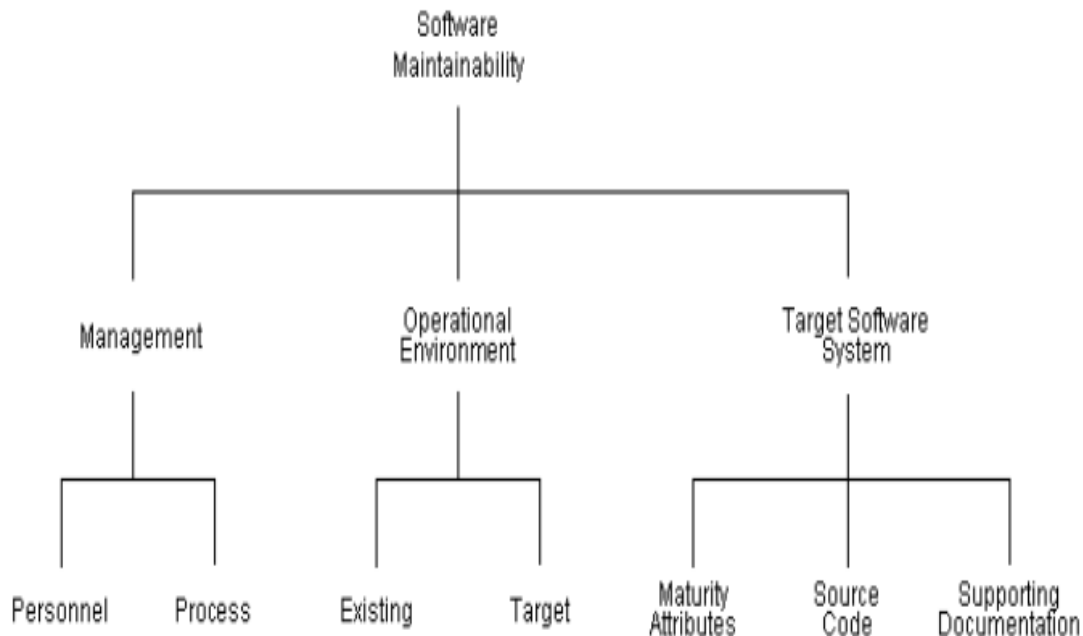 Software
Maintainability
Management
Operational
Environment
Target Software
System
Personnel
Process
Existing
Target
Maturity
Attributes
Source
Code
Supporting
Documentation